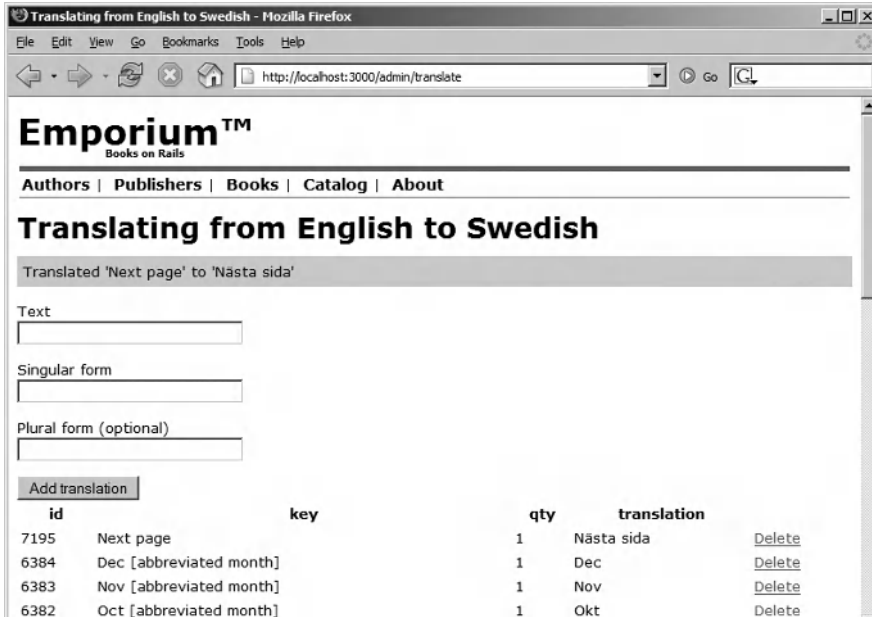 Translating from English to Swedish - Mozilla Firefox
File Edit View Go Bookmarks Tools Help
http://localhost:3000/admin/translate Go G
Emporium™
Books on Rails
Authors | Publishers | Books | Catalog | About
Translating from English to Swedish
Translated 'Next page' to 'Nästa sida'
Text
Singular form
Plural form (optional)
Add translation
id key qty translation
7195 Next page 1 Nästa sida Delete
6384 Dec [abbreviated month] 1 Dec Delete
6383 Nov [abbreviated month] 1 Nov Delete
6382 Oct [abbreviated month] 1 Okt Delete